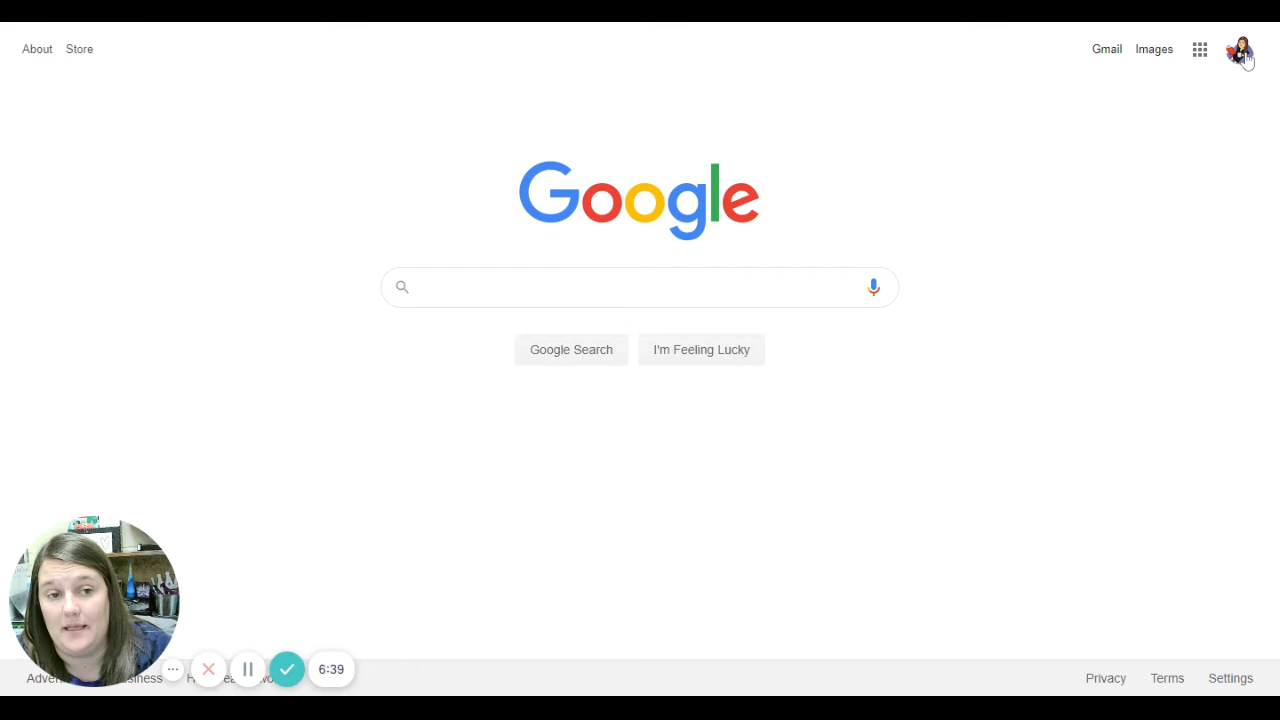 About Store
Gmail Images
Google
Google Search
I'm Feeling Lucky
6:39
Privacy Terms Settings